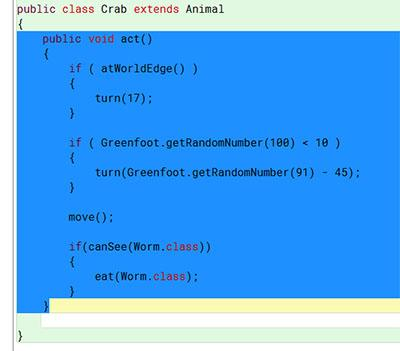 public class Crab extends Animal
{
    public void act()
    {
        if ( atWorldEdge() )
        {
            turn(17);
        }

        if ( Greenfoot.getRandomNumber(100) < 10 )
        {
            turn(Greenfoot.getRandomNumber(91) - 45);
        }

        move();

        if(canSee(Worm.class))
        {
            eat(Worm.class);
        }
    }

}